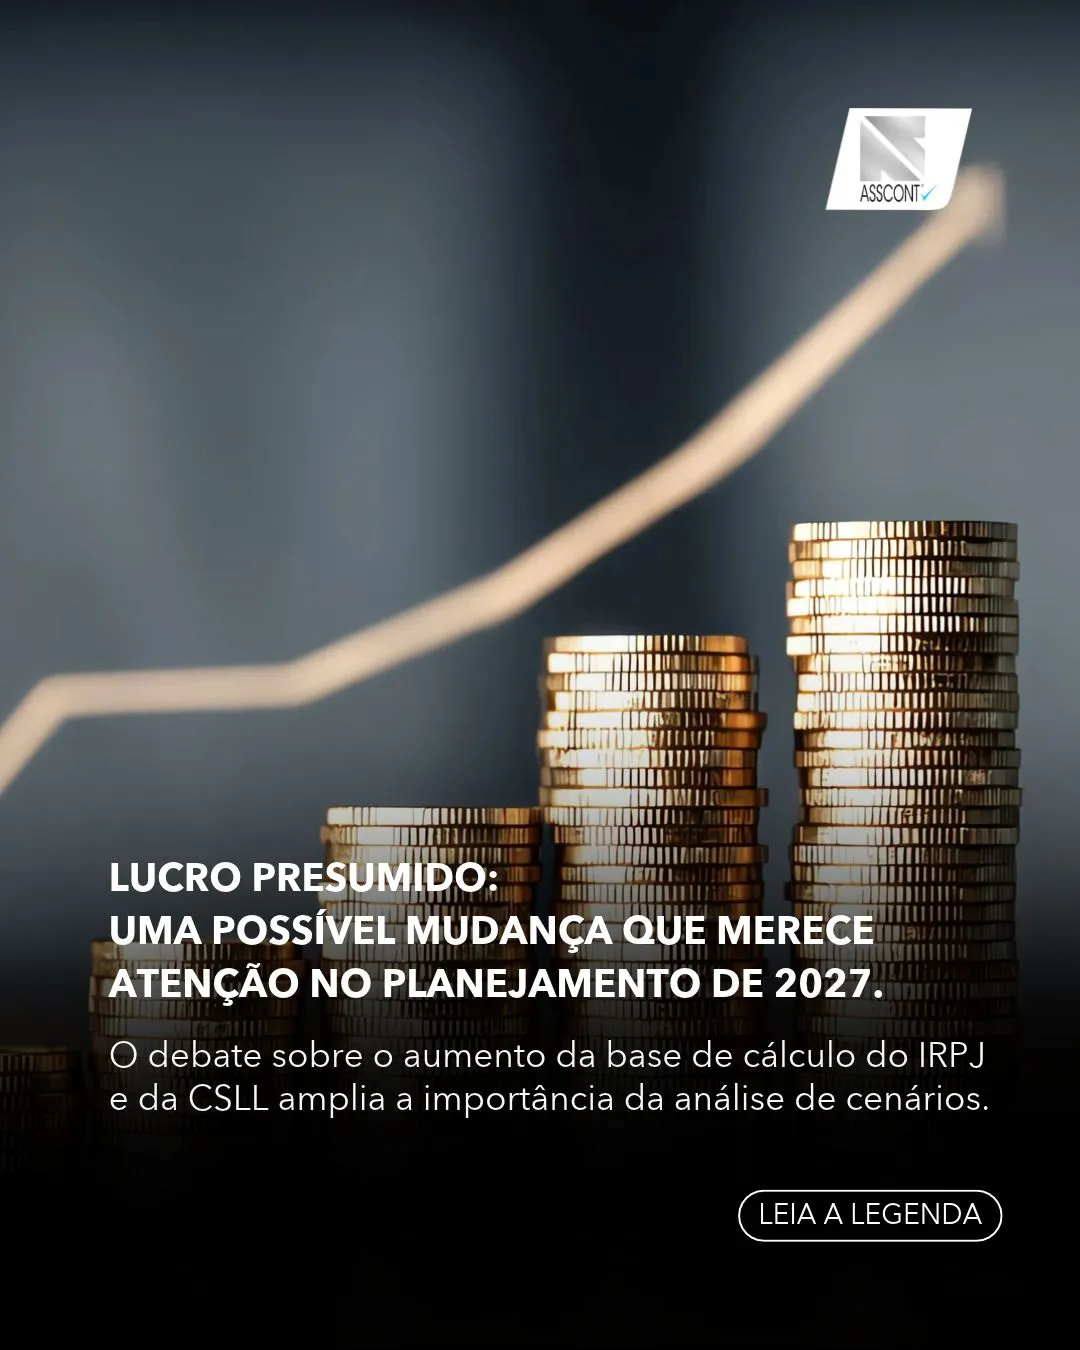 ASSCONT
LUCRO PRESUMIDO:
UMA POSSÍVEL MUDANÇA QUE MERECE
ATENÇÃO NO PLANEJAMENTO DE 2027.
O debate sobre o aumento da base de cálculo do IRPJ
e da CSLL amplia a importância da análise de cenários.
LEIA A LEGENDA